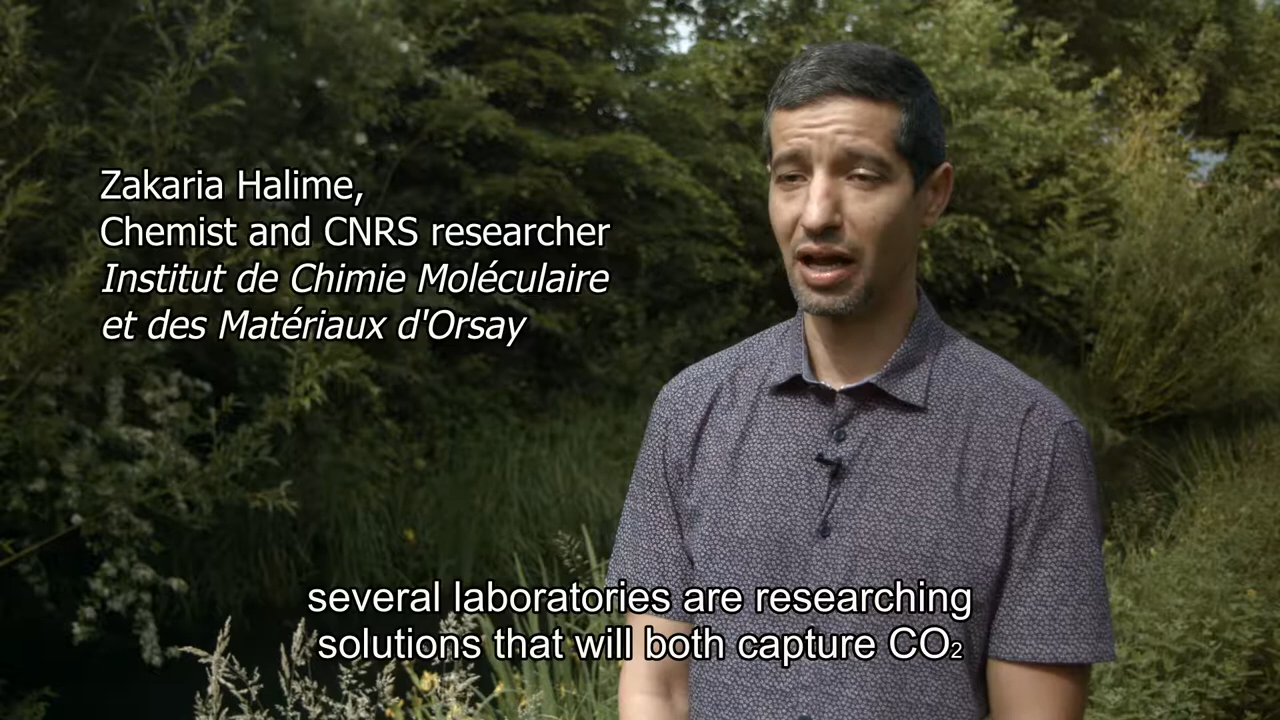 Zakaria Halime,
Chemist and CNRS researcher
Institut de Chimie Moléculaire
et des Matériaux d'Orsay
several laboratories are researching
solutions that will both capture CO₂